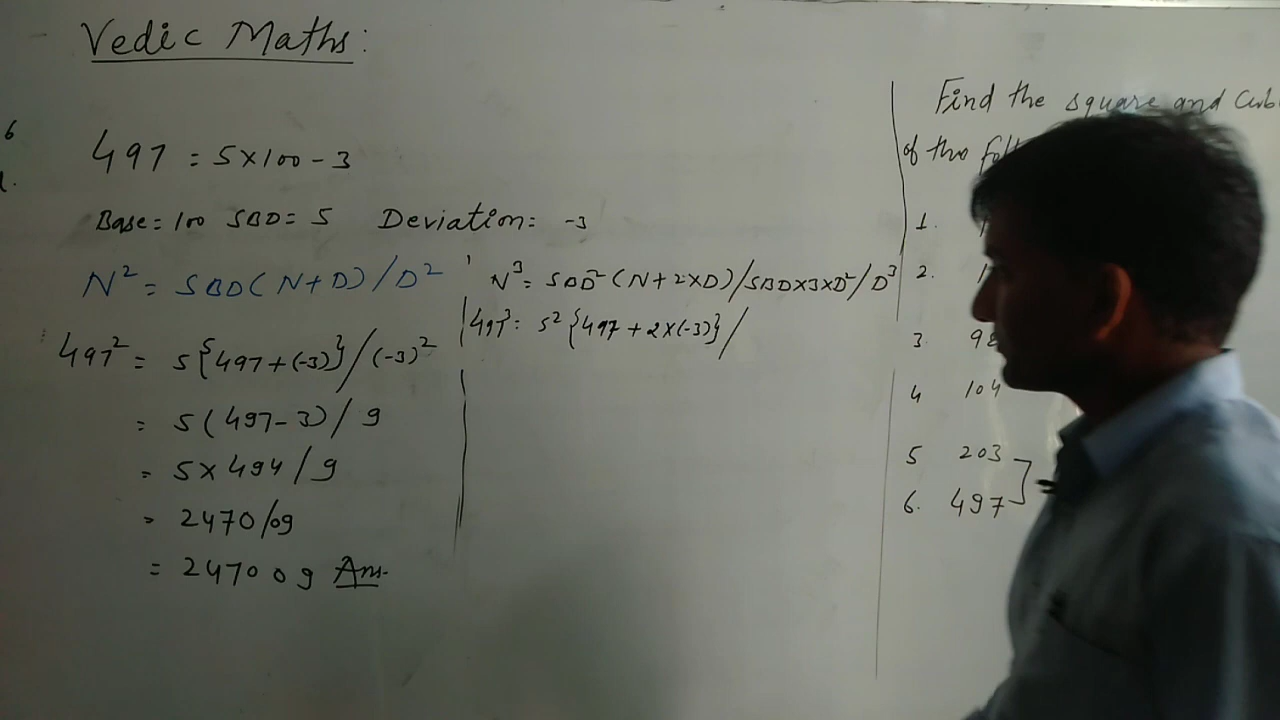 Vedic Maths:
6
497 = 5×100-3
Base = 100 SBD = 5 Deviation = -3
N² = SBD(N+D)/D²
497² = 5{497+(-3)}/(-3)²
= 5(497-3)/9
= 5×494/9
= 2470/09
= 247009 Ans.
N³ = SBD²(N+2×D)/SBD×3×D²/D³
497³ = 5²{497+2×(-3)}/
Find the square and
of the
1.
2.
3.
4 104
5 203
6. 497